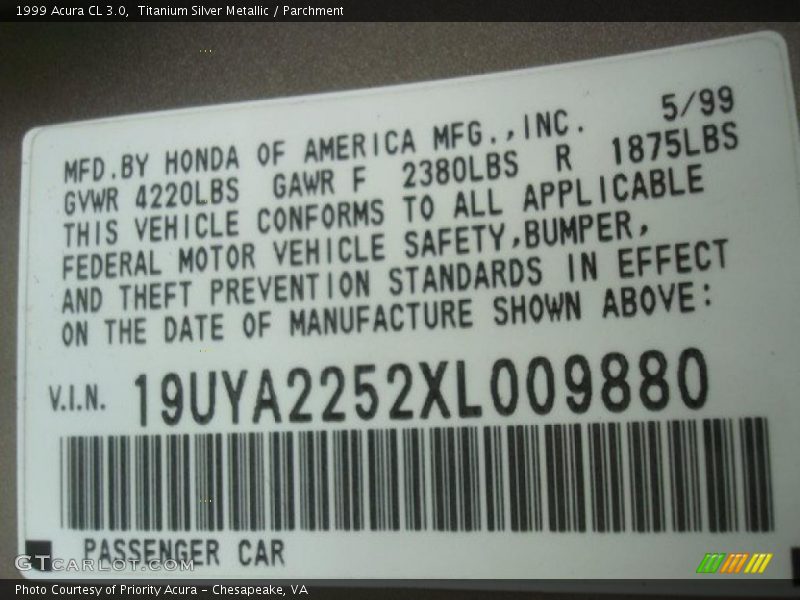 1999 Acura CL 3.0,  Titanium Silver Metallic / Parchment
5/99
MFD.BY HONDA OF AMERICA MFG.,INC.
GVWR 4220LBS GAWR F 2380LBS R 1875LBS
THIS VEHICLE CONFORMS TO ALL APPLICABLE
FEDERAL MOTOR VEHICLE SAFETY,BUMPER,
AND THEFT PREVENTION STANDARDS IN EFFECT
ON THE DATE OF MANUFACTURE SHOWN ABOVE:
V.I.N. 19UYA2252XL009880
PASSENGER CAR
GTCARLOT.COM
Photo Courtesy of Priority Acura - Chesapeake, VA